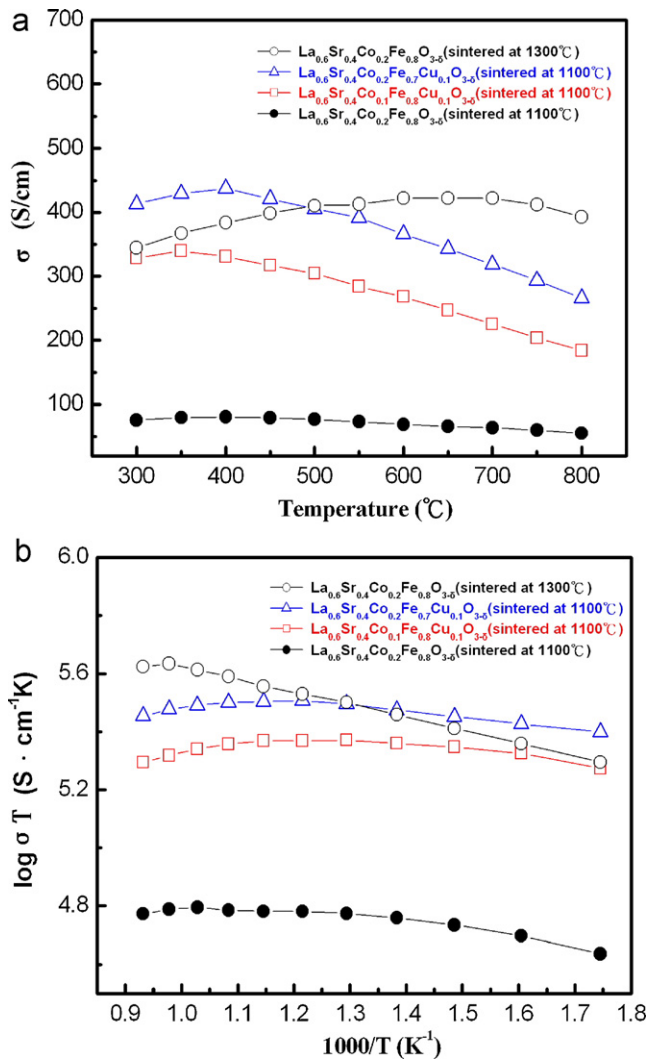 a
700
600
500
400
300
200
100
σ (S/cm)
La₀.₆Sr₀.₄Co₀.₂Fe₀.₈O₃₋δ(sintered at 1300℃)
La₀.₆Sr₀.₄Co₀.₂Fe₀.₇Cu₀.₁O₃₋δ(sintered at 1100℃)
La₀.₆Sr₀.₄Co₀.₁Fe₀.₈Cu₀.₁O₃₋δ(sintered at 1100℃)
La₀.₆Sr₀.₄Co₀.₂Fe₀.₈O₃₋δ(sintered at 1100℃)
300 400 500 600 700 800
Temperature (℃)
b
6.0
5.6
5.2
4.8
log σ T (S · cm⁻¹K)
La₀.₆Sr₀.₄Co₀.₂Fe₀.₈O₃₋δ(sintered at 1300℃)
La₀.₆Sr₀.₄Co₀.₂Fe₀.₇Cu₀.₁O₃₋δ(sintered at 1100℃)
La₀.₆Sr₀.₄Co₀.₁Fe₀.₈Cu₀.₁O₃₋δ(sintered at 1100℃)
La₀.₆Sr₀.₄Co₀.₂Fe₀.₈O₃₋δ(sintered at 1100℃)
0.9 1.0 1.1 1.2 1.3 1.4 1.5 1.6 1.7 1.8
1000/T (K⁻¹)